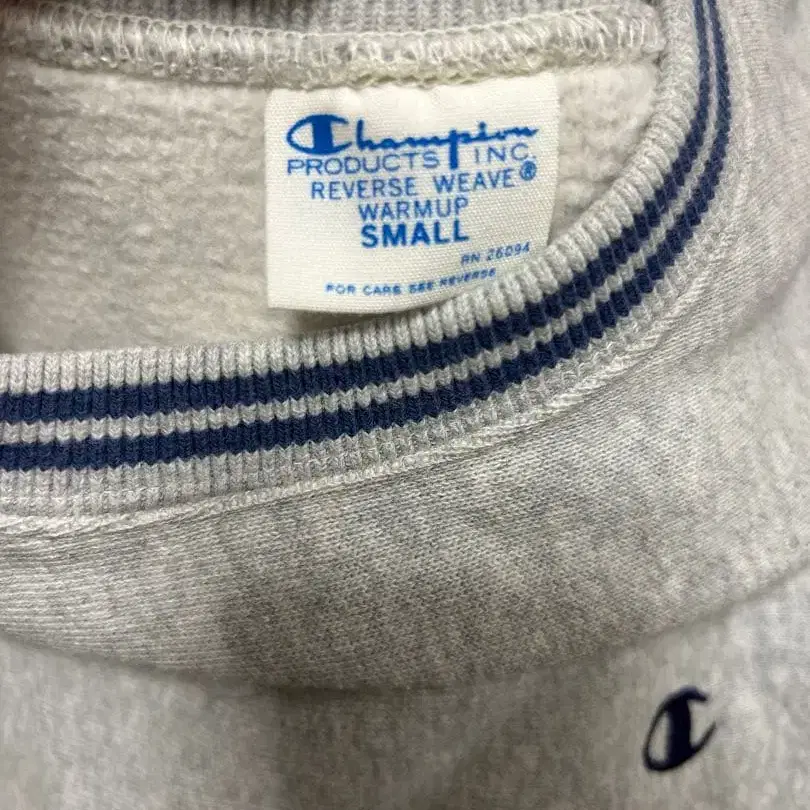 Champion
PRODUCTS INC.
REVERSE WEAVE®
WARMUP
SMALL
RN 26094
FOR CARE SEE REVERSE
C